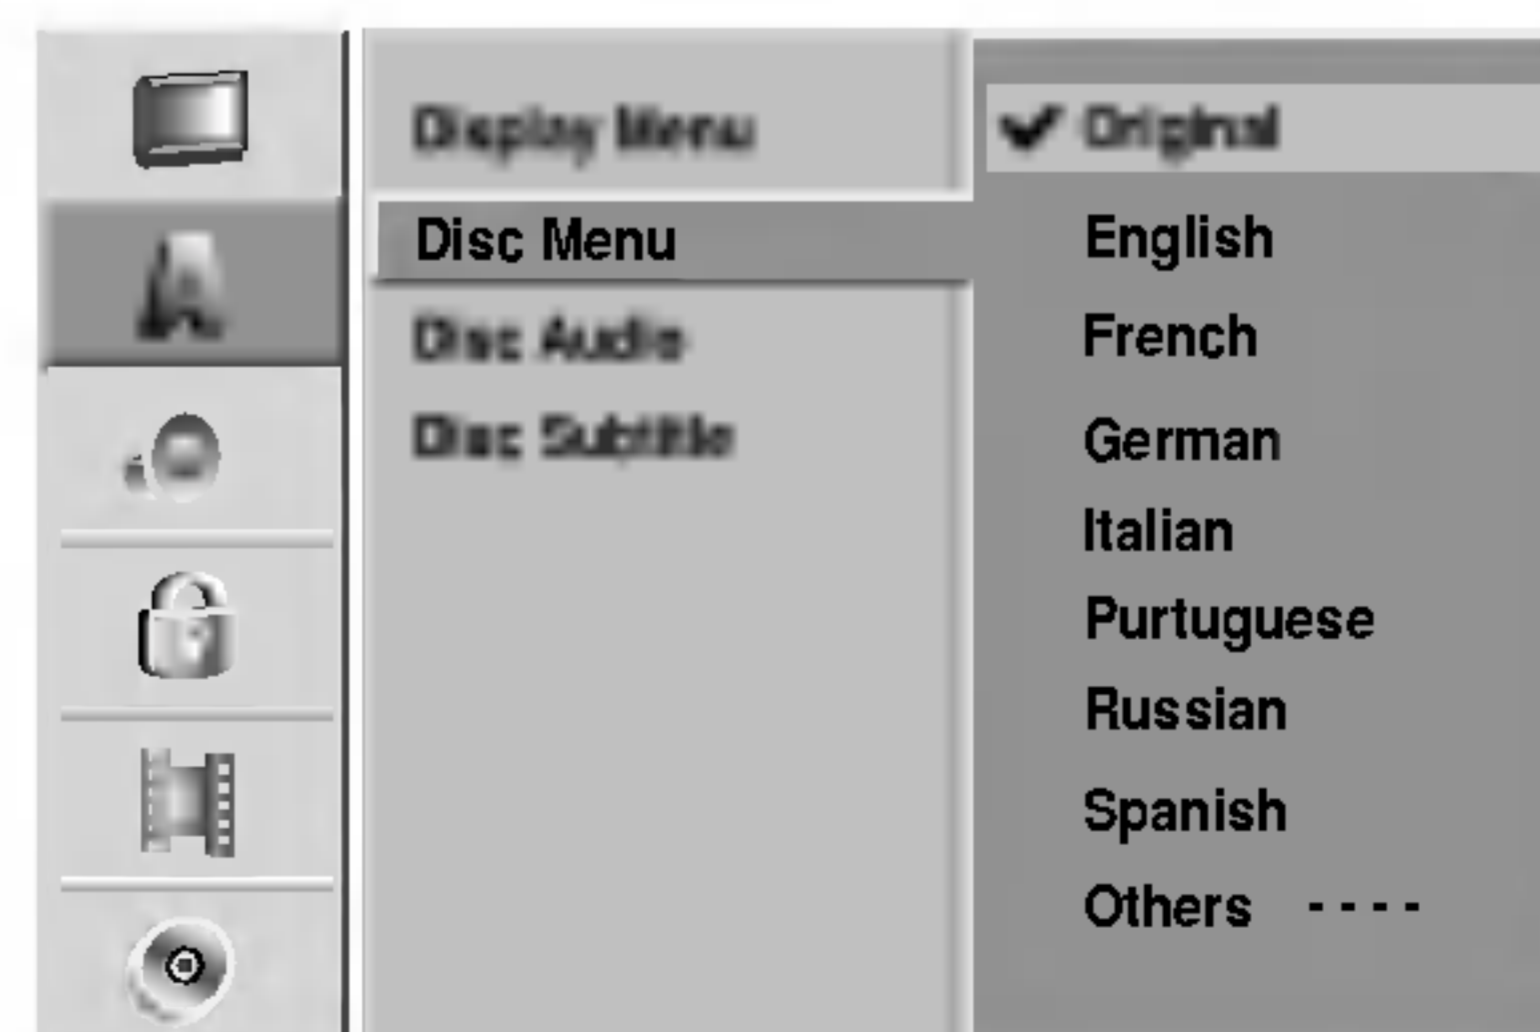 Display Menu
Disc Menu
Disc Audio
Disc Subtitle
✔ Original
English
French
German
Italian
Purtuguese
Russian
Spanish
Others - - - -